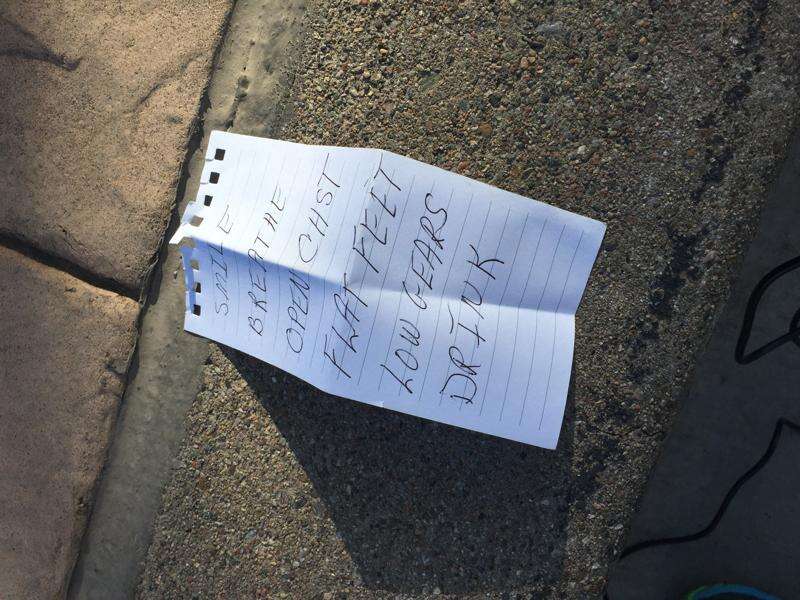 SMILE
BREATHE
OPEN CHST
FLAT FEET
LOW GEARS
DRINK